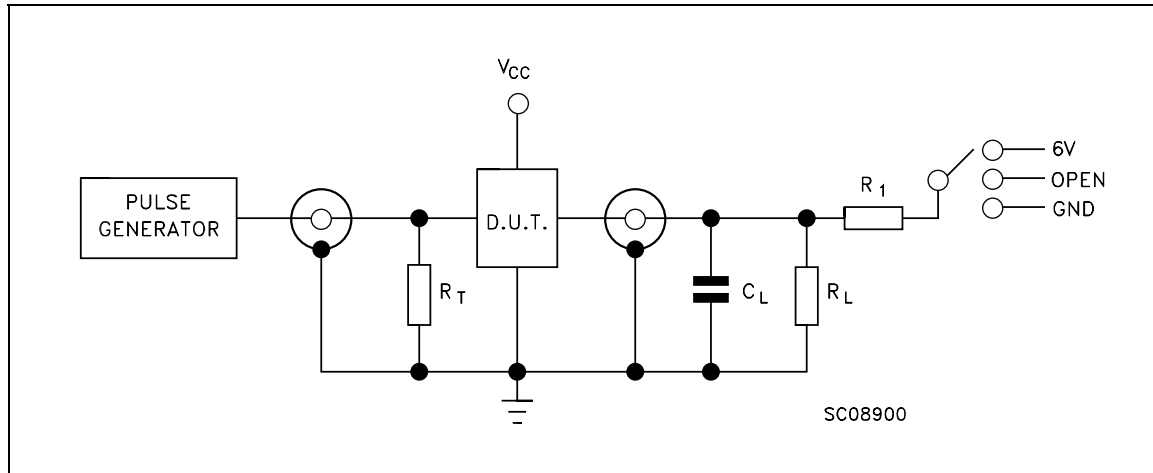 VCC
PULSE
GENERATOR
D.U.T.
RT
CL
RL
R1
6V
OPEN
GND
SC08900